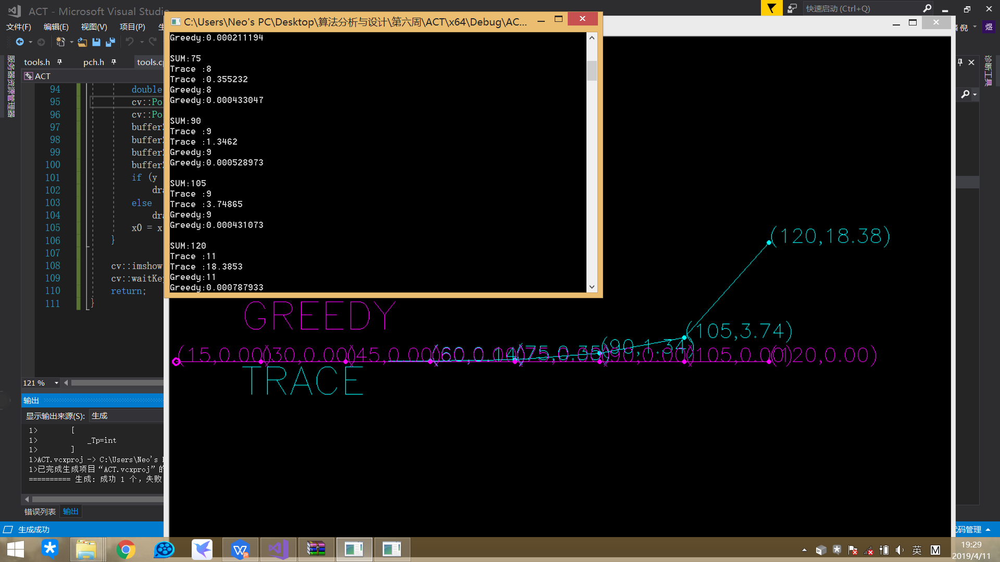 ACT - Microsoft Visual Studio
快速启动 (Ctrl+Q)
文件(F) 编辑(E) 视图(V) 项目(P)
倪
煜
服务器资源管理器
诊断工具
tools.h
pch.h
ACT
94 double
95 cv::Po
96 cv::Po
97 buffer
98 buffer
99 buffer
100 buffer
101 if (y
102 dra
103 else
104 dra
105 x0 = x
106 }
107
108 cv::imshow
109 cv::waitKe
110 return;
111 }
121 %
输出
显示输出来源(S): 生成
1> [
1> _Tp=int
1> ]
1>ACT.vcxproj -> C:\Users\Neo's
1>已完成生成项目“ACT.vcxproj”的
========== 生成: 成功 1 个，失败
错误列表 输出
生成成功
C:\Users\Neo's PC\Desktop\算法分析与设计\第六周\ACT\x64\Debug\AC...
Greedy:0.000211194
SUM:75
Trace :8
Trace :0.355232
Greedy:8
Greedy:0.000433047
SUM:90
Trace :9
Trace :1.3462
Greedy:9
Greedy:0.000528973
SUM:105
Trace :9
Trace :3.74865
Greedy:9
Greedy:0.000431073
SUM:120
Trace :11
Trace :18.3853
Greedy:11
Greedy:0.000787933
(120,18.38)
GREEDY
(105,3.74)
(90,1.34)
(15,0.00)
(30,0.00)
(45,0.00)
(60,0.14)
(75,0.35)
(90,0.00)
(105,0.00)
(120,0.00)
TRACE
代码管理
英
M
19:29
2019/4/11